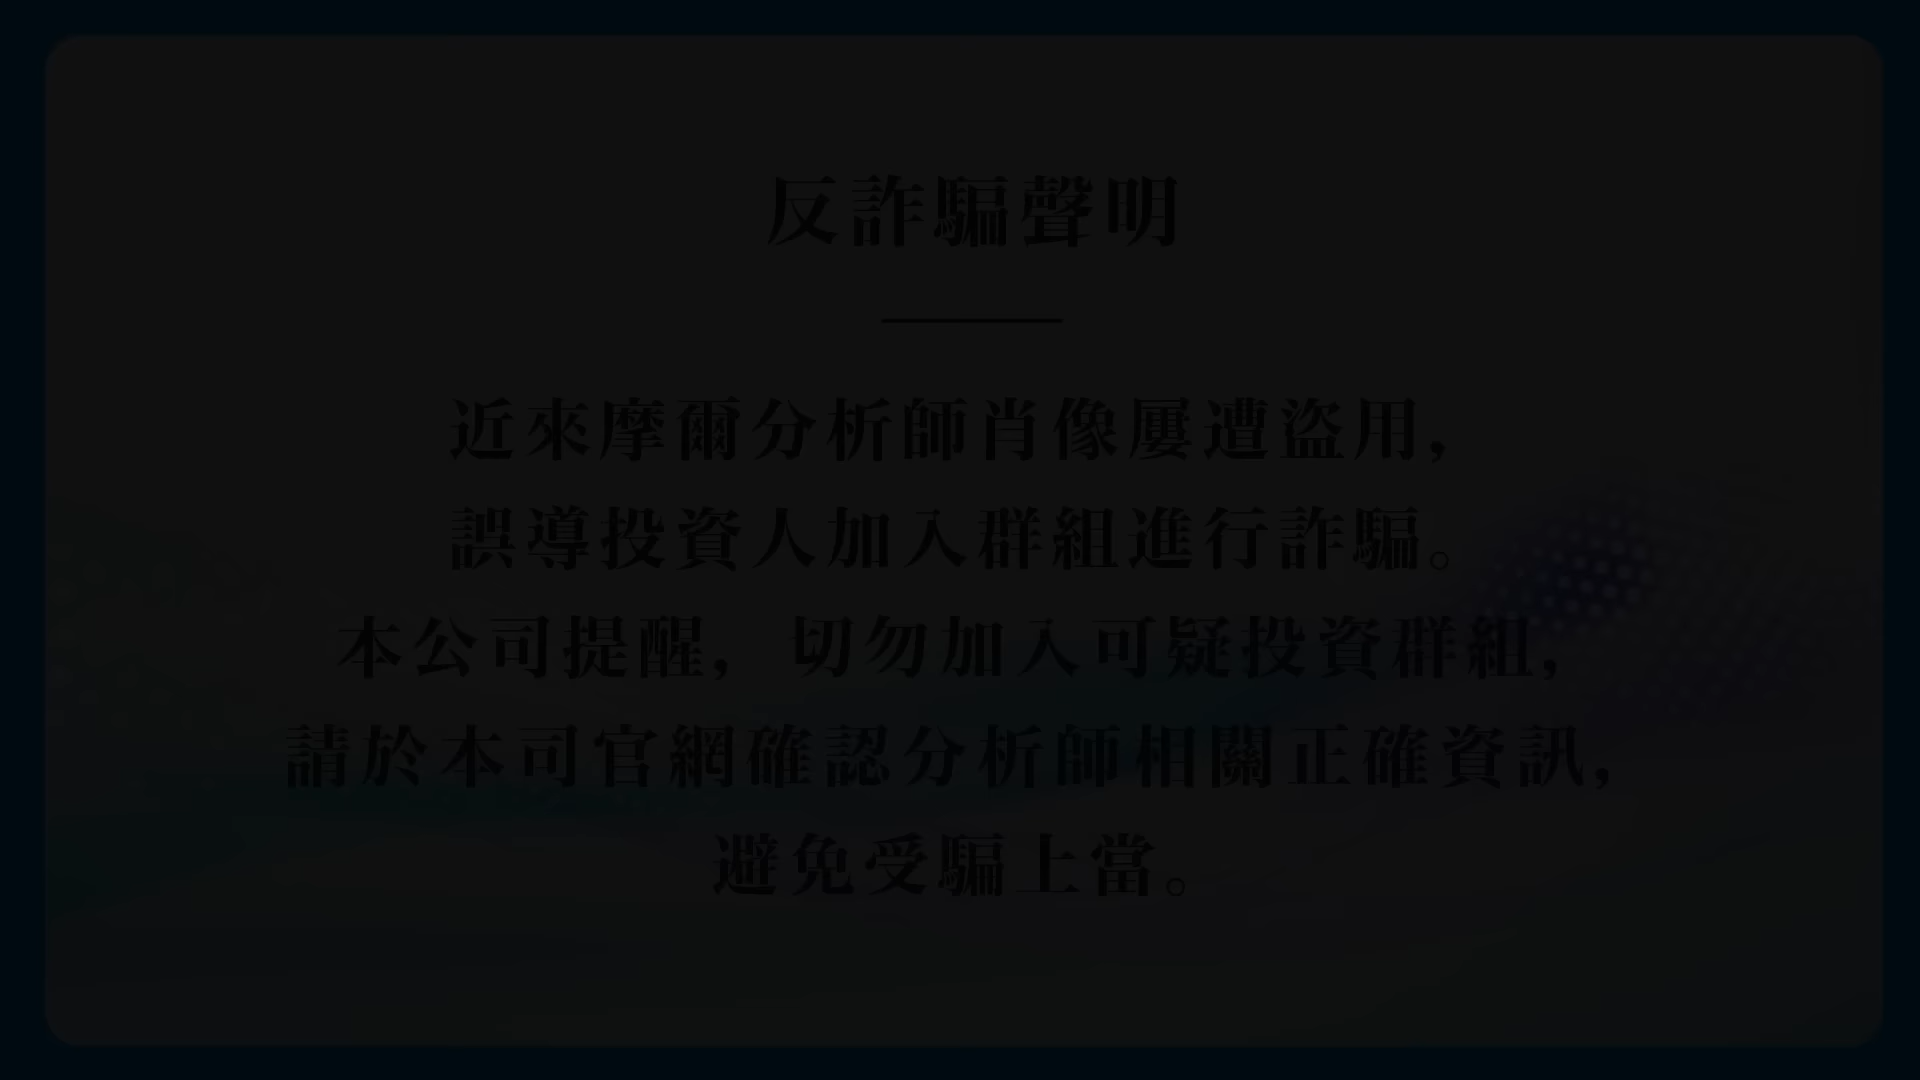 反詐騙聲明
近來摩爾分析師肖像屢遭盜用，
誤導投資人加入群組進行詐騙。
本公司提醒，切勿加入可疑投資群組，
請於本司官網確認分析師相關正確資訊，
避免受騙上當。